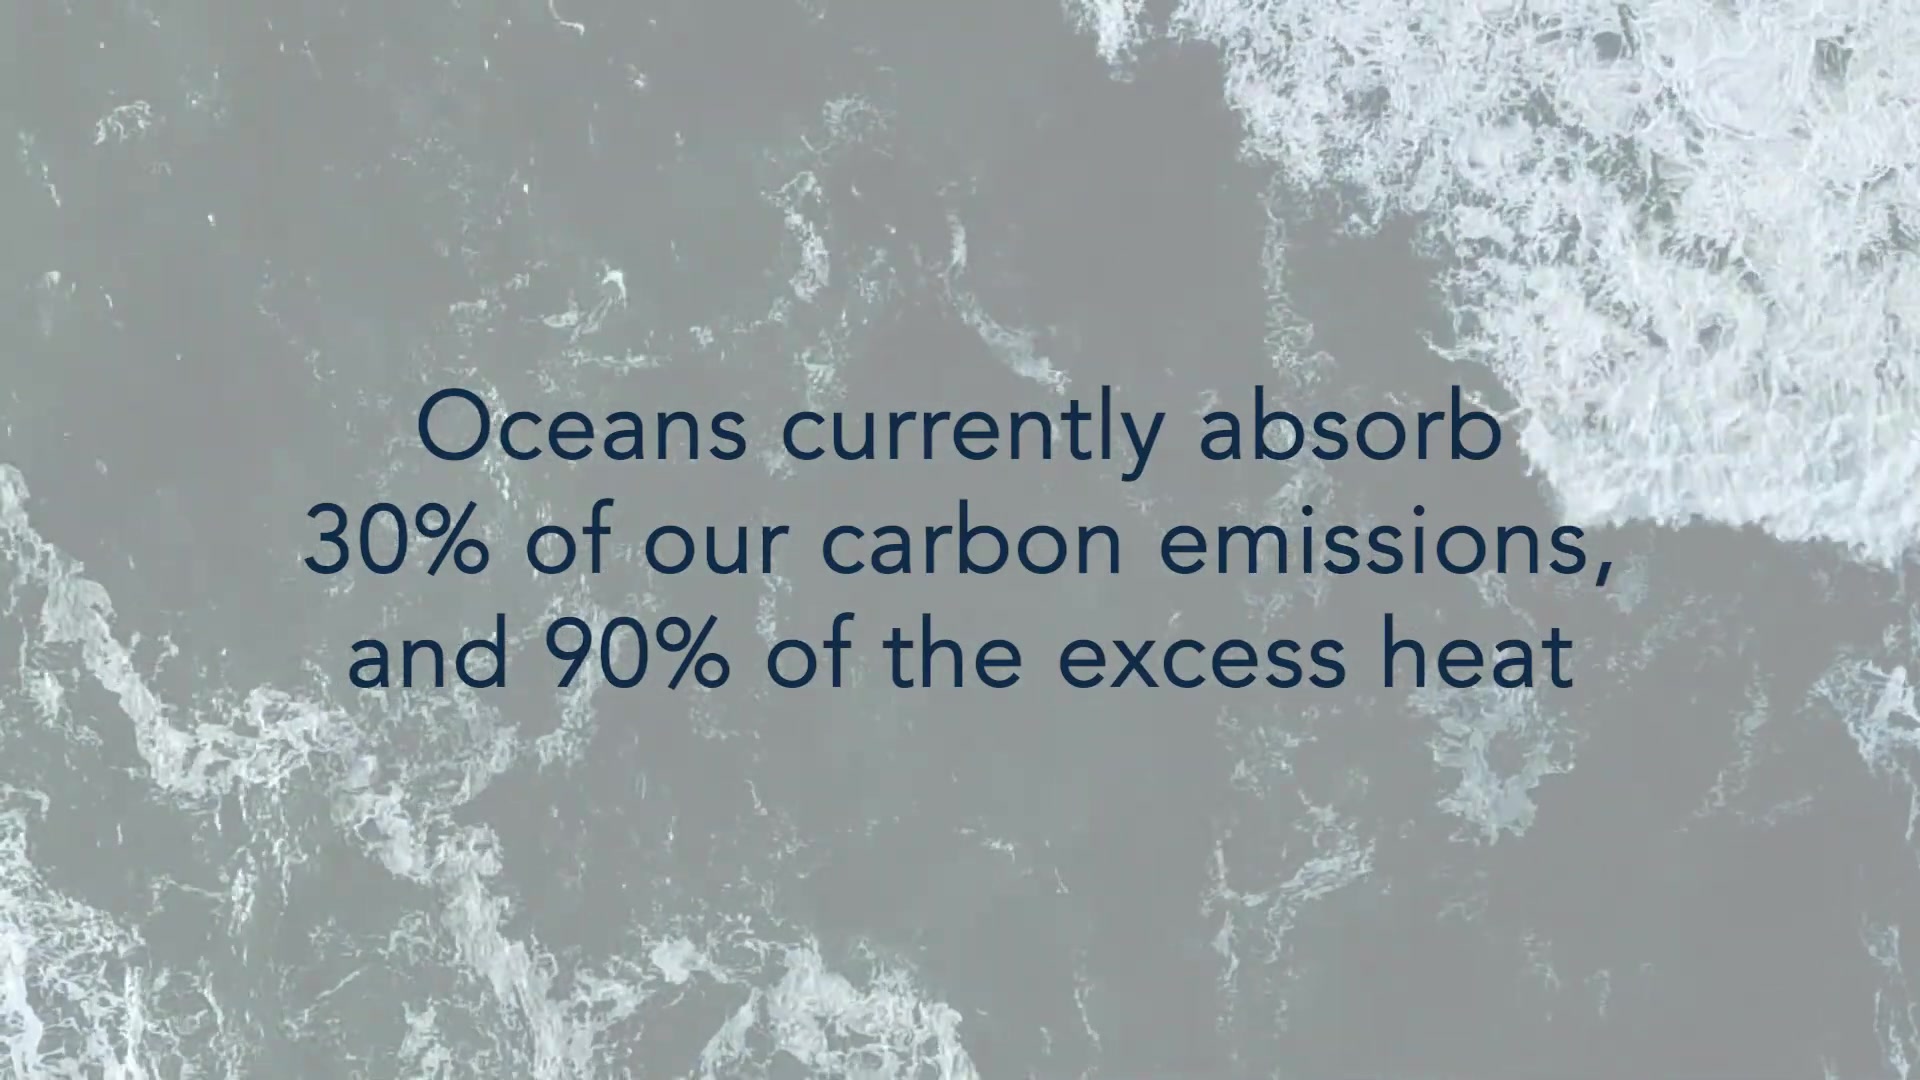 Oceans currently absorb
30% of our carbon emissions,
and 90% of the excess heat